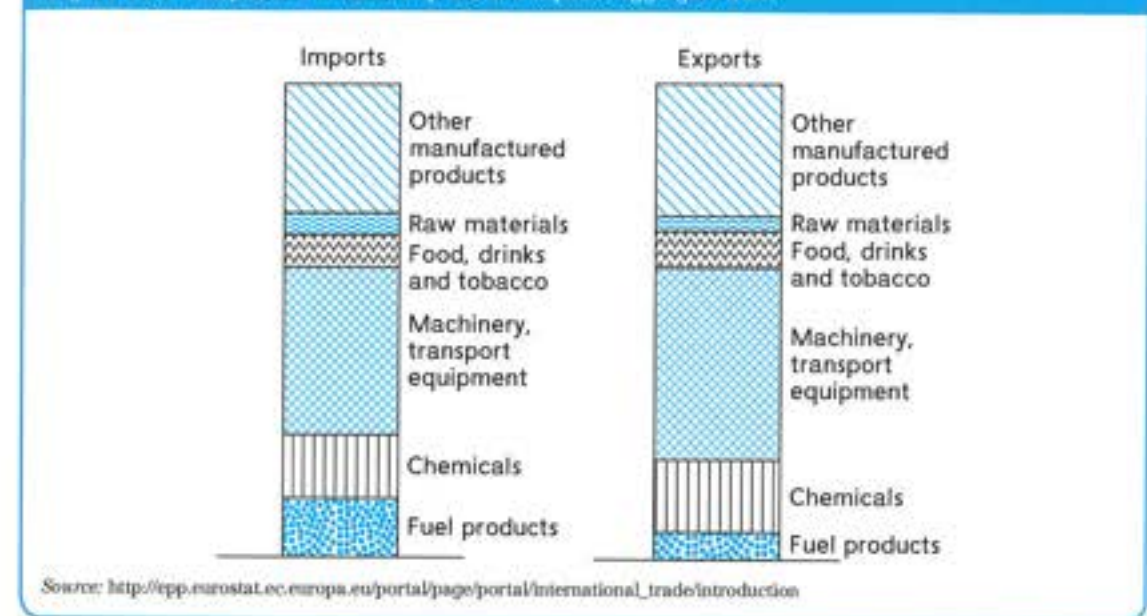 Imports
Other
manufactured
products
Raw materials
Food, drinks
and tobacco
Machinery,
transport
equipment
Chemicals
Fuel products
Exports
Other
manufactured
products
Raw materials
Food, drinks
and tobacco
Machinery,
transport
equipment
Chemicals
Fuel products
Source: http://epp.eurostat.ec.europa.eu/portal/page/portal/international_trade/introduction